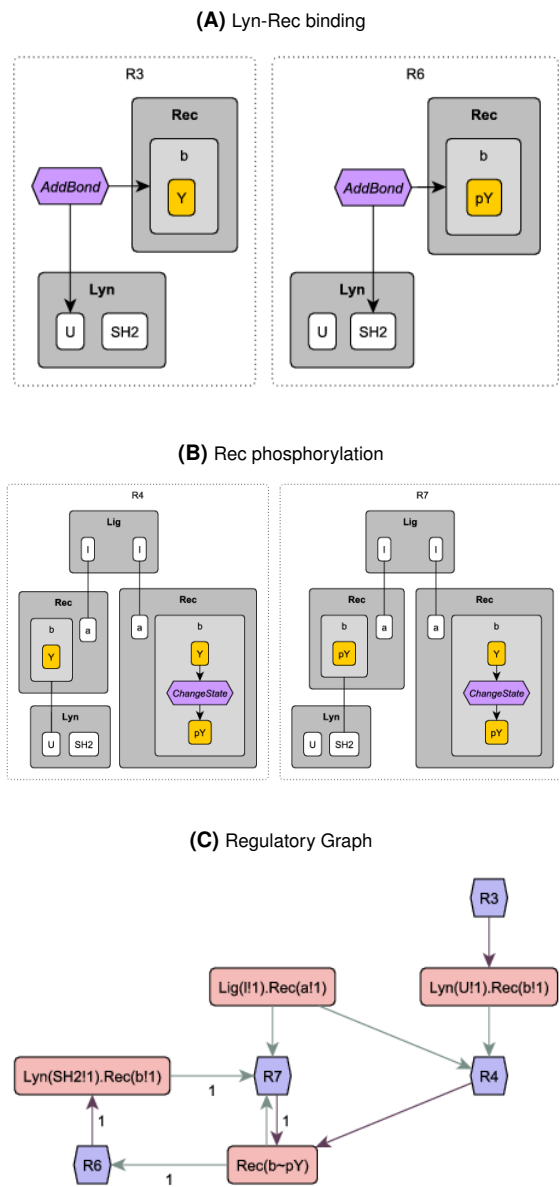 (A) Lyn-Rec binding
R3
R6
Rec
Rec
b
b
AddBond
Y
AddBond
pY
Lyn
Lyn
U
SH2
U
SH2
(B) Rec phosphorylation
R4
R7
Lig
Lig
l
l
l
l
Rec
Rec
Rec
Rec
b
a
a
b
b
a
a
b
Y
Y
pY
Y
ChangeState
ChangeState
Lyn
Lyn
U
SH2
pY
U
SH2
pY
(C) Regulatory Graph
R3
Lig(l!1).Rec(a!1)
Lyn(U!1).Rec(b!1)
Lyn(SH2!1).Rec(b!1)
R7
R4
1
1
R6
1
Rec(b~pY)
1